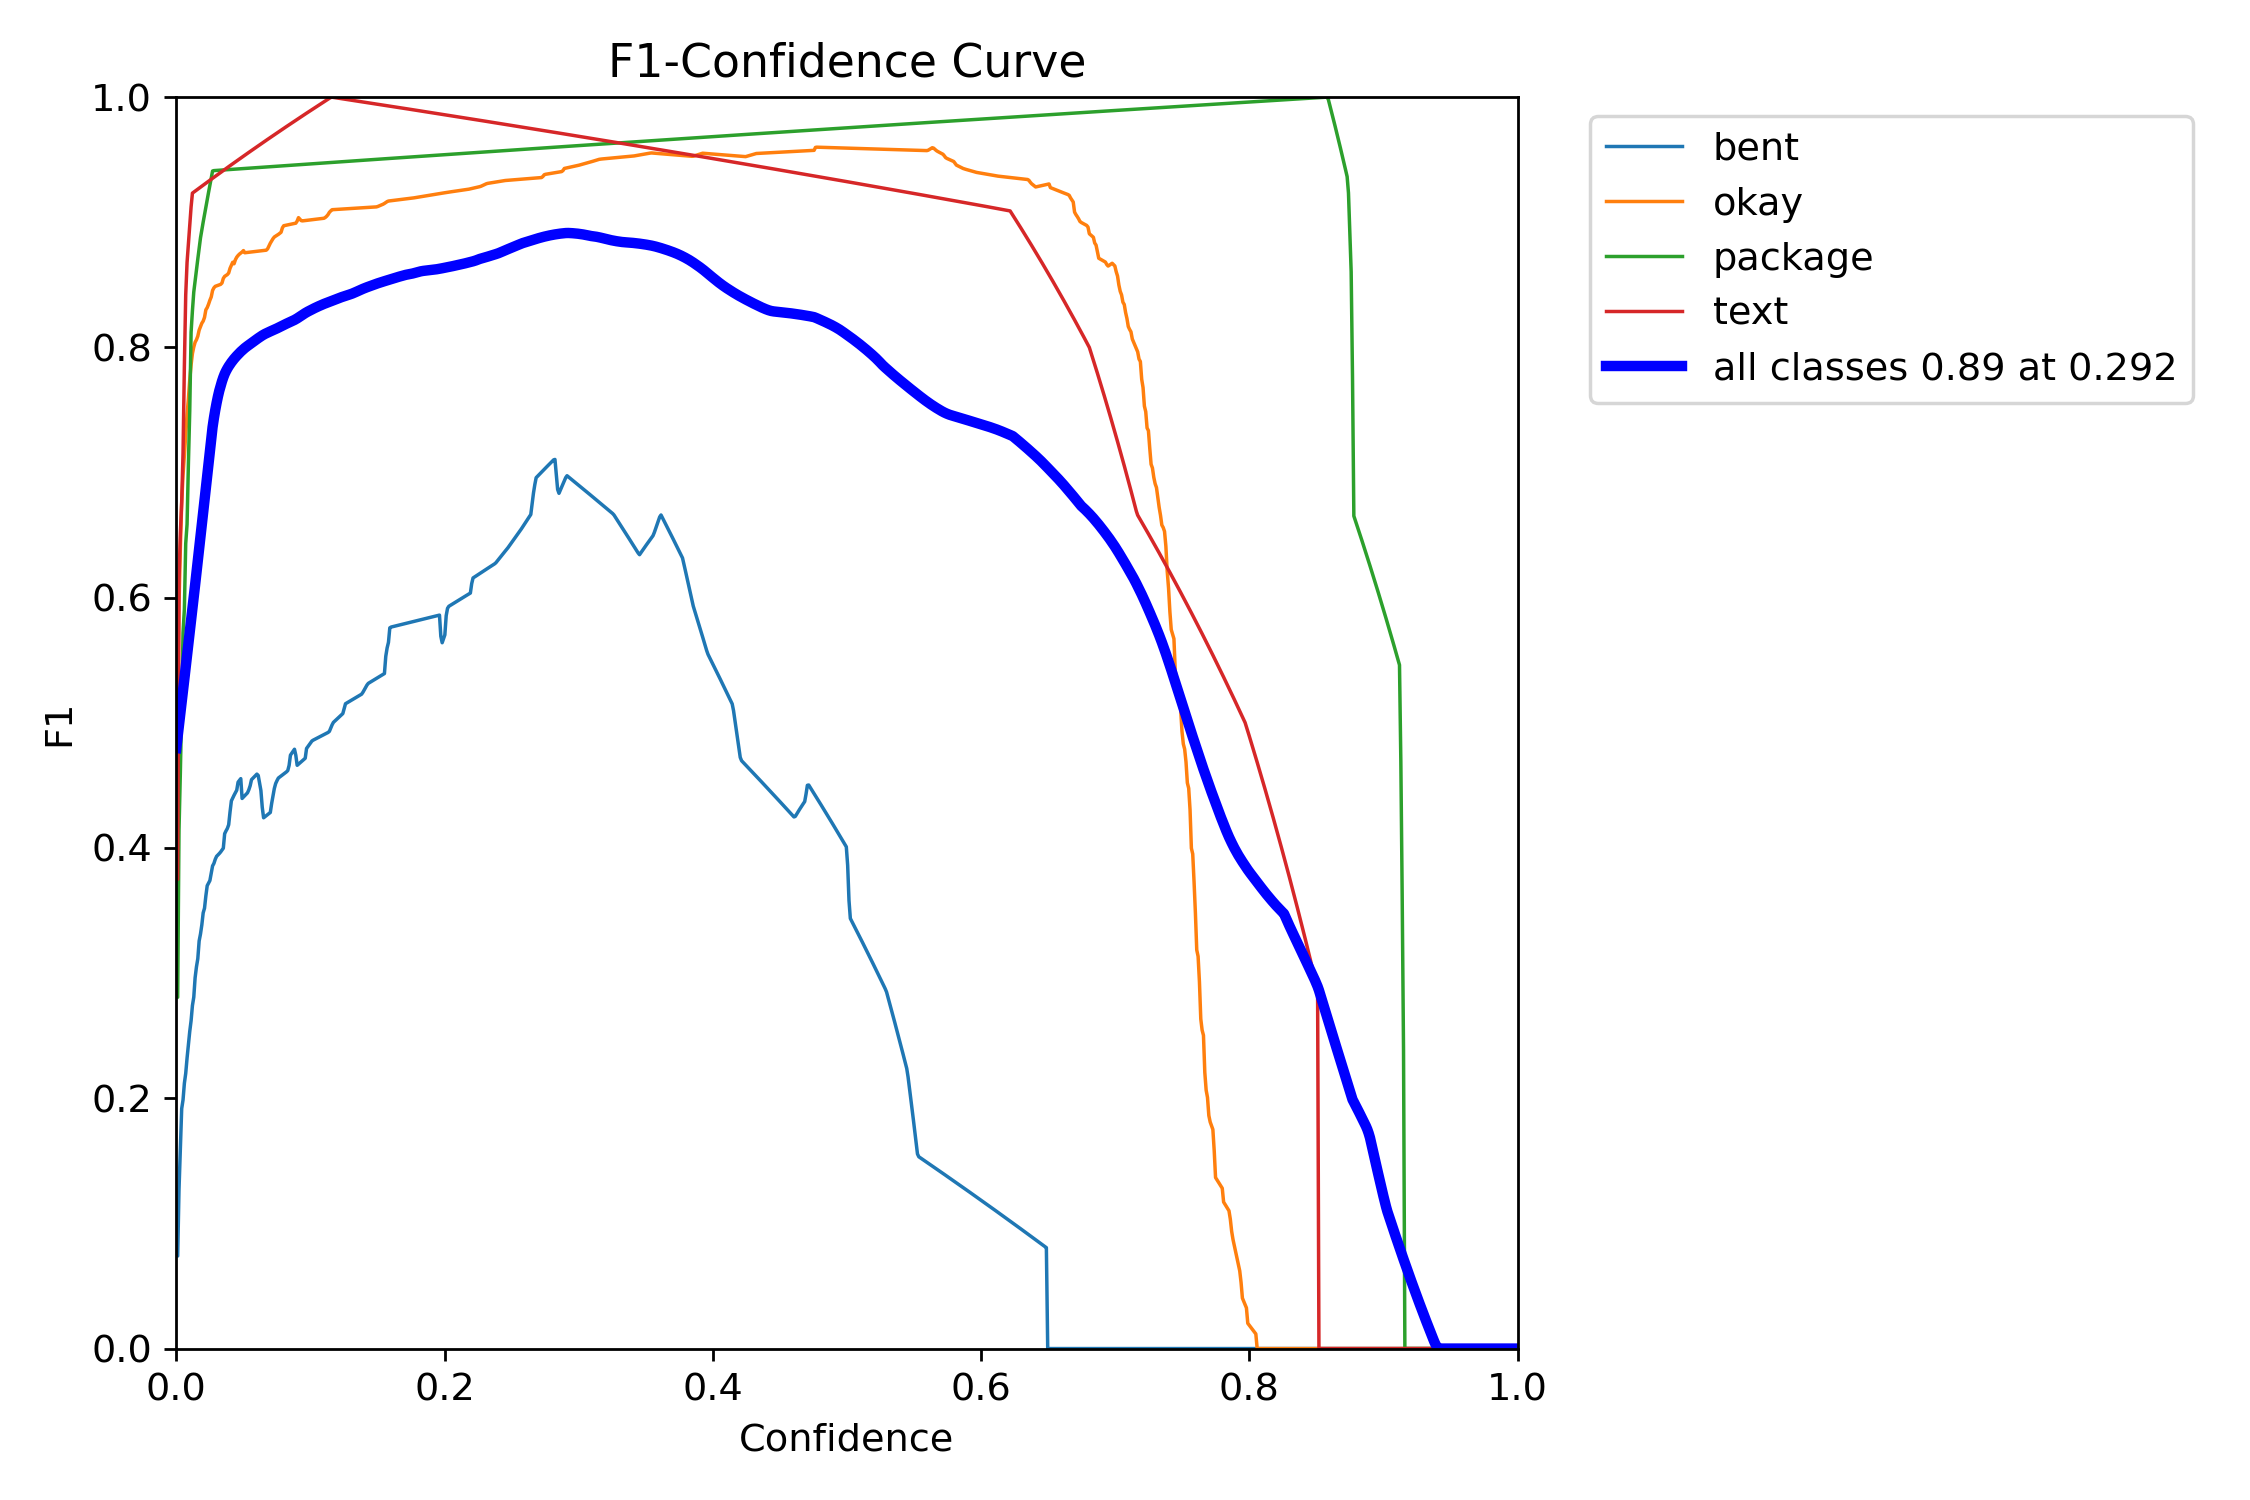 F1-Confidence Curve
1.0
0.8
0.6
0.4
0.2
0.0
F1
0.0 0.2 0.4 0.6 0.8 1.0
Confidence
bent
okay
package
text
all classes 0.89 at 0.292